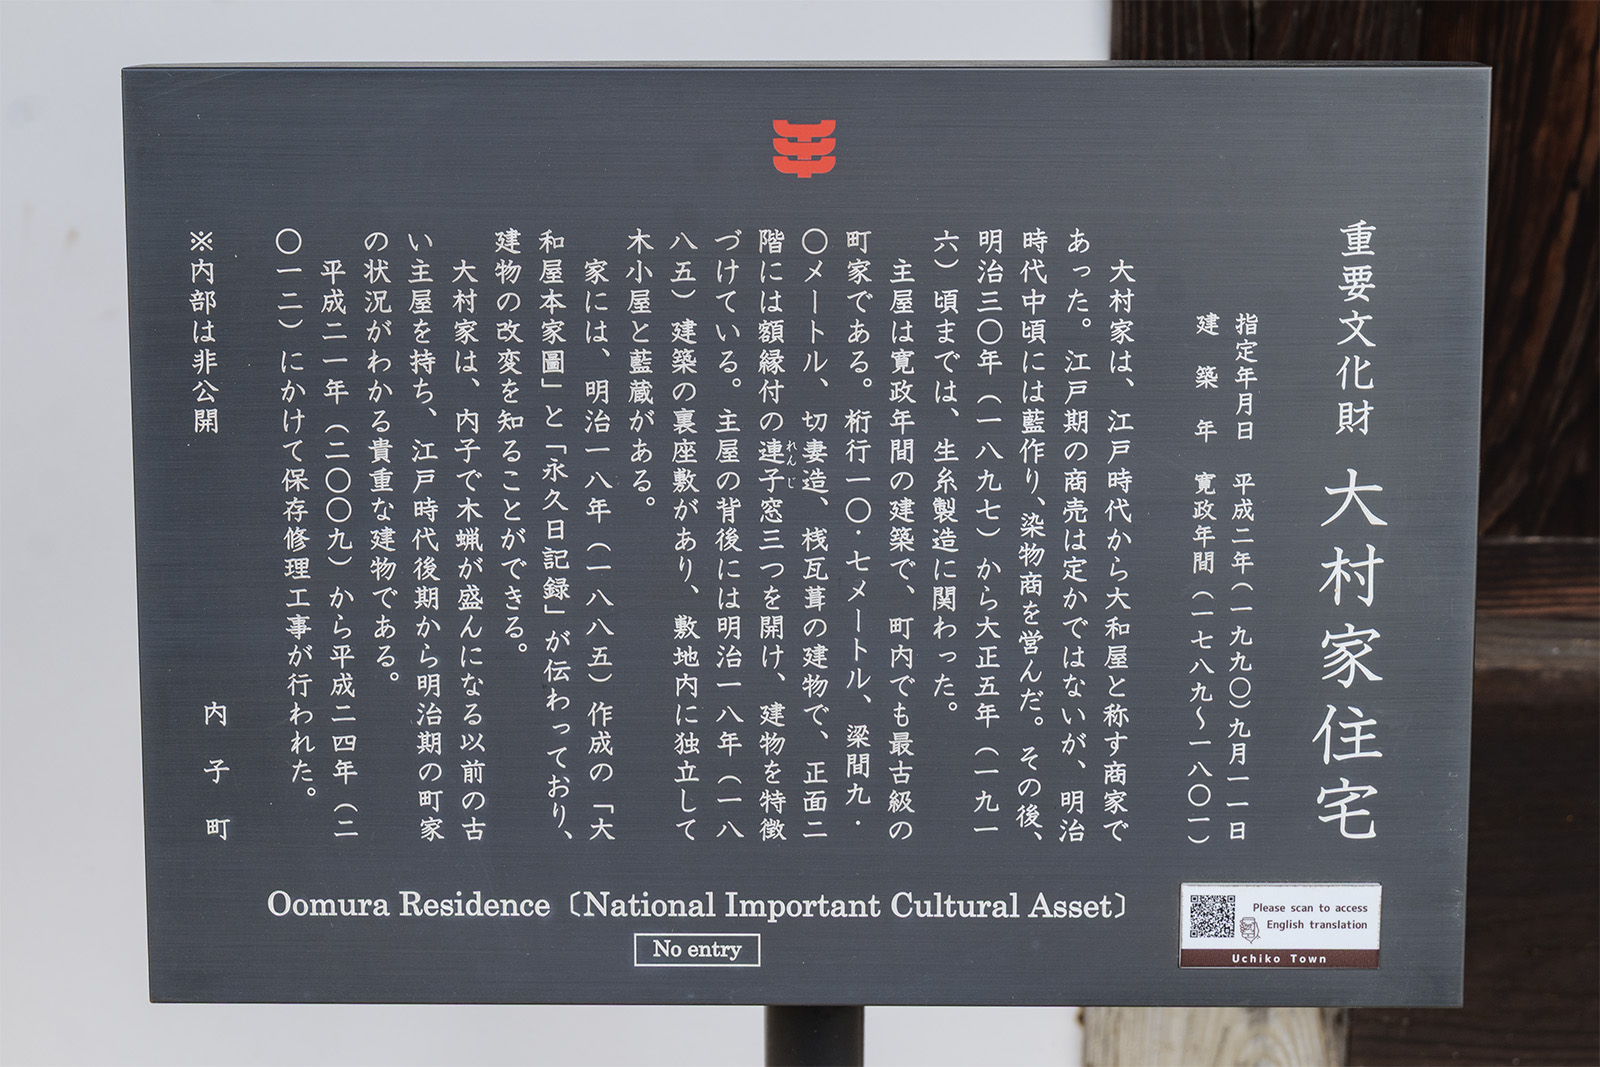 重要文化財 大村家住宅
指定年月日 平成二年(一九九〇)九月一一日
建築年 寛政年間(一七八九〜一八〇一)
大村家は、江戸時代から大和屋と称す商家で
あった。江戸期の商売は定かではないが、明治
時代中頃には藍作り、染物商を営んだ。その後、
明治三〇年(一八九七)から大正五年(一九一
六)頃までは、生糸製造に関わった。
主屋は寛政年間の建築で、町内でも最古級の
町家である。桁行一〇・七メートル、梁間九・
〇メートル、切妻造、桟瓦葺の建物で、正面二
階には額縁付の連子窓三つを開け、建物を特徴
れんじ
づけている。主屋の背後には明治一八年(一八
八五)建築の裏座敷があり、敷地内に独立して
木小屋と藍蔵がある。
家には、明治一八年(一八八五)作成の「大
和屋本家圖」と「永久日記録」が伝わっており、
建物の改変を知ることができる。
大村家は、内子で木蝋が盛んになる以前の古
い主屋を持ち、江戸時代後期から明治期の町家
の状況がわかる貴重な建物である。
平成二一年(二〇〇九)から平成二四年(二
〇一二)にかけて保存修理工事が行われた。
※内部は非公開
内子町
Oomura Residence〔National Important Cultural Asset〕
No entry
Please scan to access
English translation
Uchiko Town